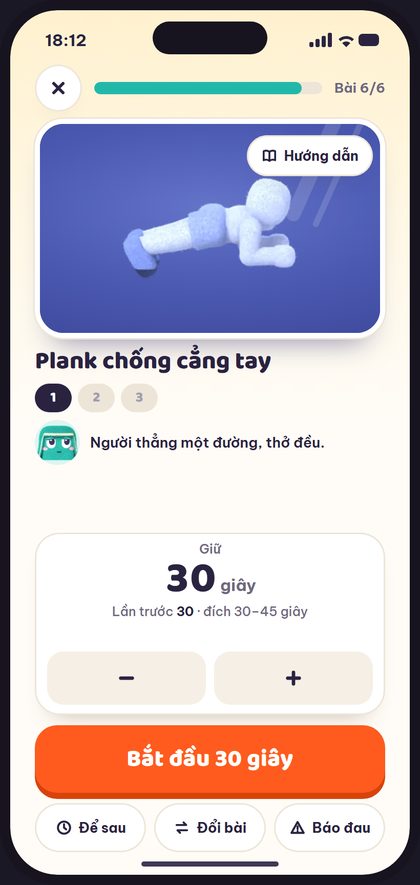 18:12
Bài 6/6
Hướng dẫn
Plank chống cẳng tay
1 2 3
Người thẳng một đường, thở đều.
Giữ
30 giây
Lần trước 30 · đích 30–45 giây
− +
Bắt đầu 30 giây
Để sau Đổi bài Báo đau